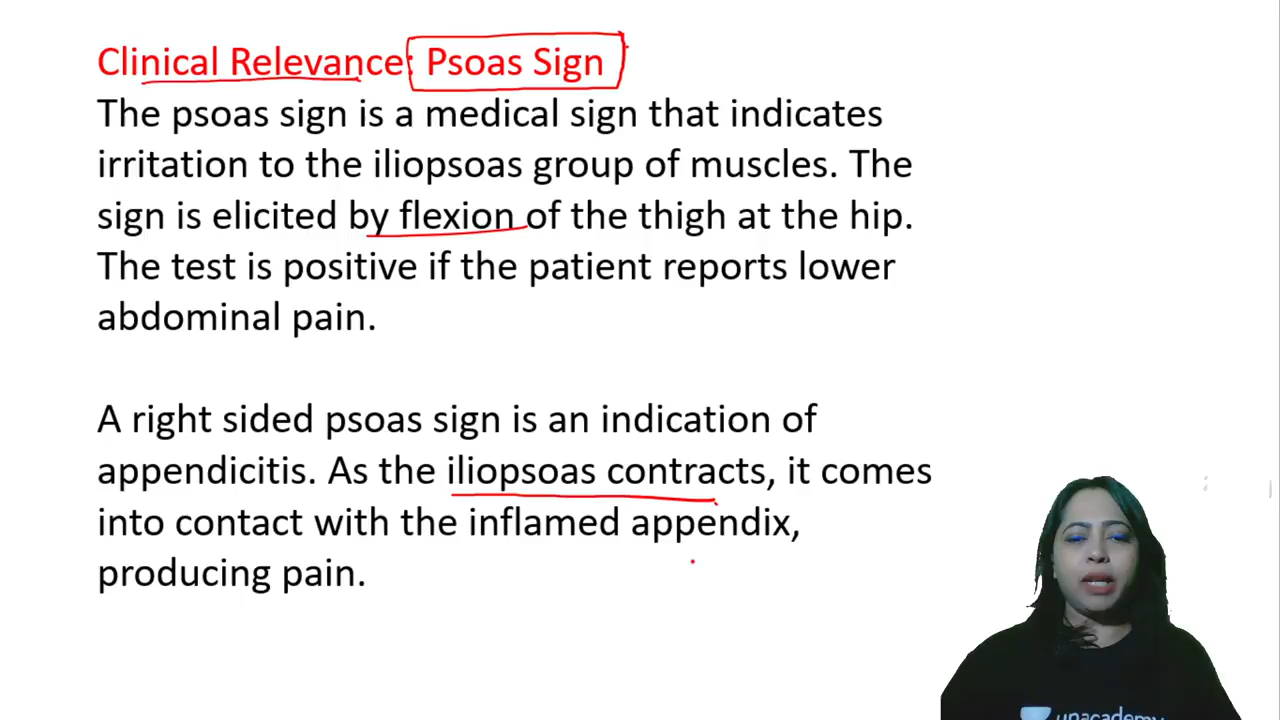 Clinical Relevance: Psoas Sign
The psoas sign is a medical sign that indicates
irritation to the iliopsoas group of muscles. The
sign is elicited by flexion of the thigh at the hip.
The test is positive if the patient reports lower
abdominal pain.
A right sided psoas sign is an indication of
appendicitis. As the iliopsoas contracts, it comes
into contact with the inflamed appendix,
producing pain.
unacademy